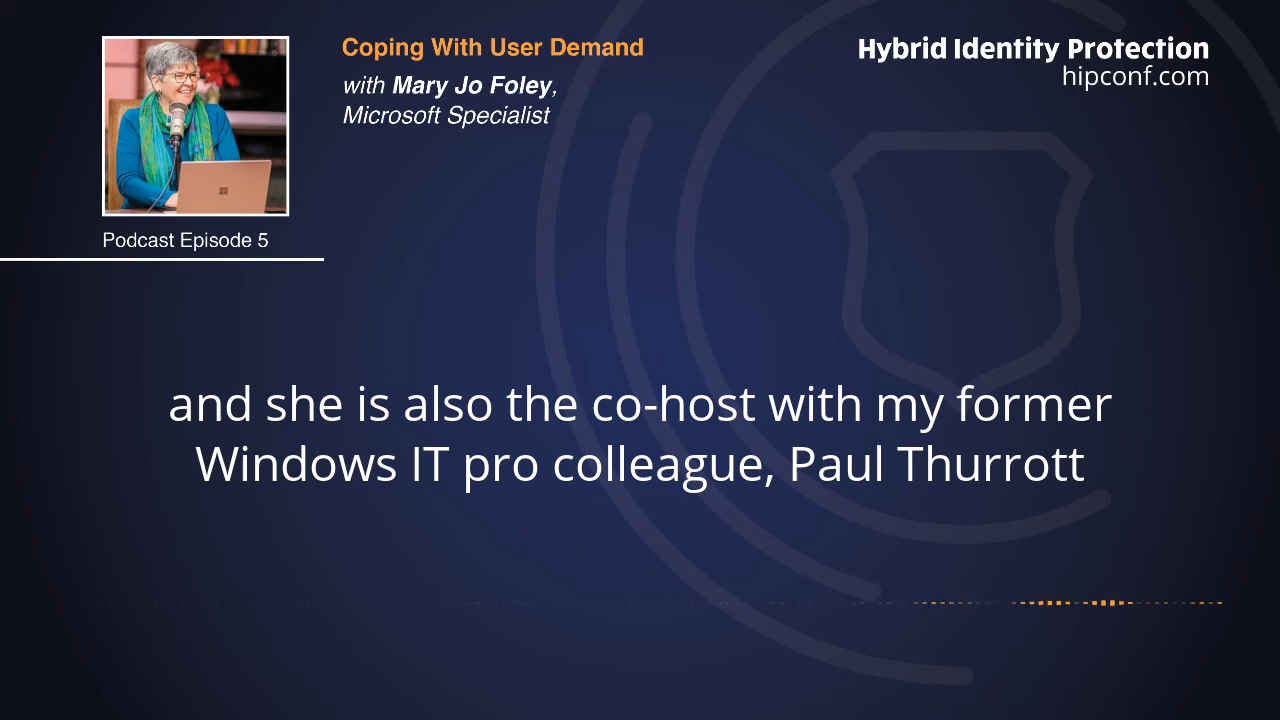 Coping With User Demand
with Mary Jo Foley,
Microsoft Specialist
Hybrid Identity Protection
hipconf.com
Podcast Episode 5
and she is also the co-host with my former
Windows IT pro colleague, Paul Thurrott